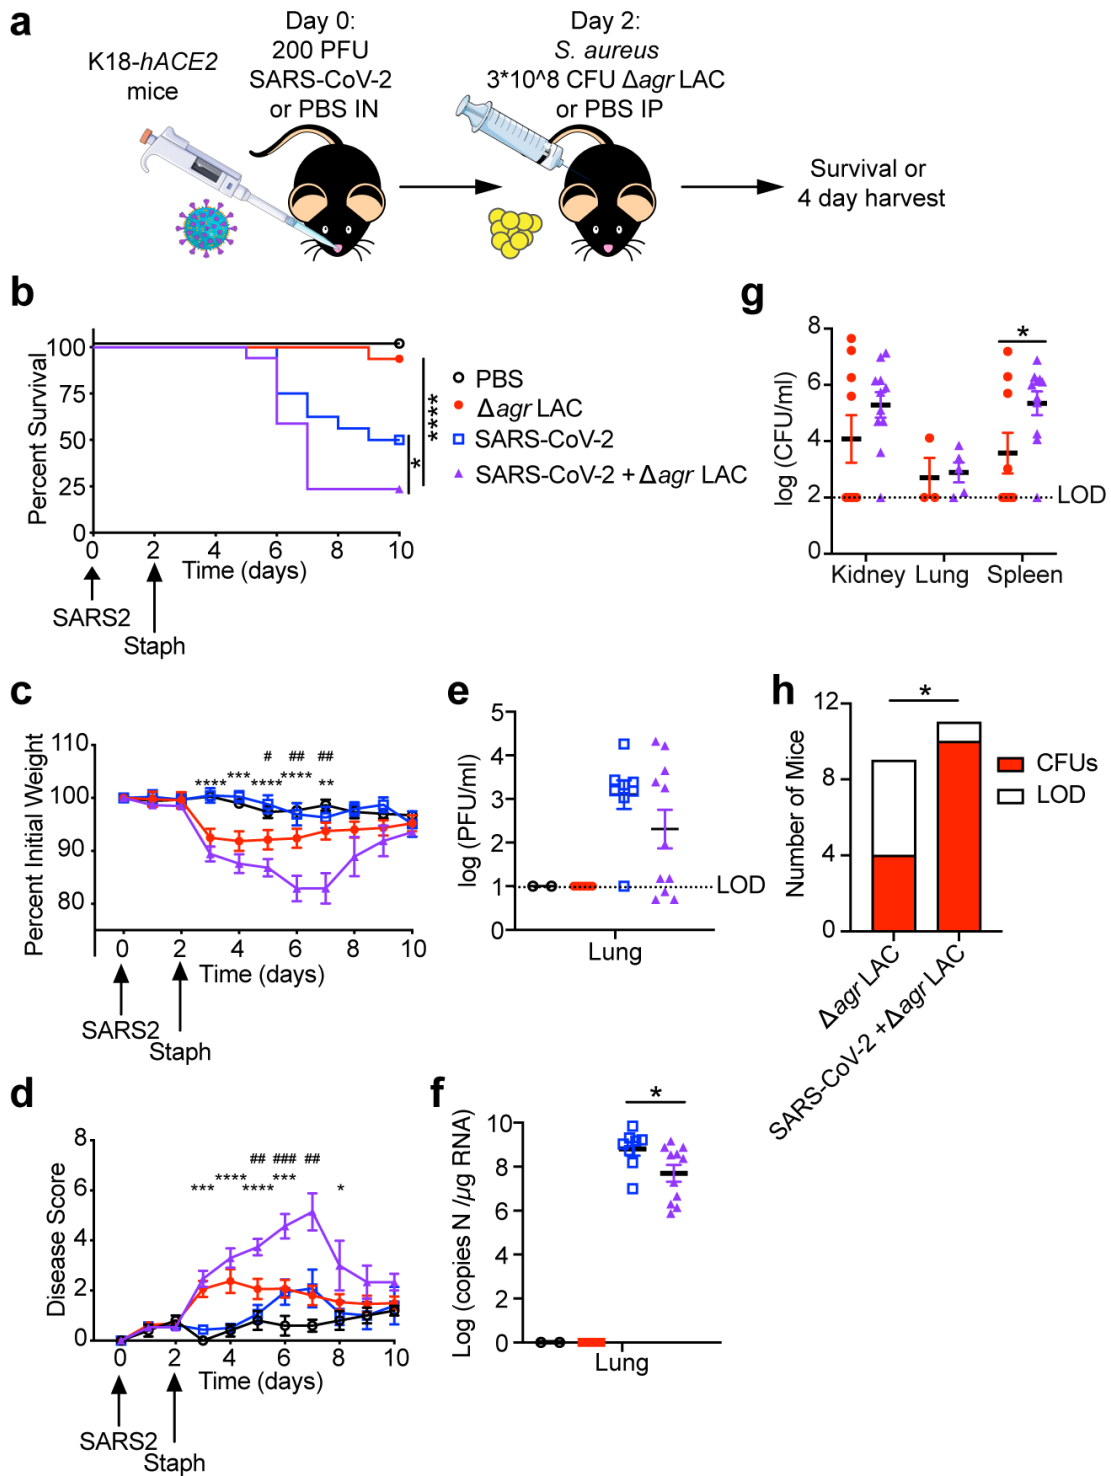 a
K18-hACE2
mice
Day 0:
200 PFU
SARS-CoV-2
or PBS IN
Day 2:
S. aureus
3*10^8 CFU Δagr LAC
or PBS IP
Survival or
4 day harvest
b
Percent Survival
100
75
50
25
0
0 2 4 6 8 10
Time (days)
SARS2
Staph
****
*
PBS
Δagr LAC
SARS-CoV-2
SARS-CoV-2 + Δagr LAC
g
log (CFU/ml)
8
6
4
2
0
*
LOD
Kidney Lung Spleen
c
Percent Initial Weight
110
100
90
80
# ## ##
**** *** **** **** **
0 2 4 6 8 10
Time (days)
SARS2
Staph
e
log (PFU/ml)
5
4
3
2
1
0
LOD
Lung
h
Number of Mice
12
8
4
0
*
CFUs
LOD
Δagr LAC
SARS-CoV-2 +Δagr LAC
d
Disease Score
8
6
4
2
0
## ### ##
*** **** **** *** *
0 2 4 6 8 10
Time (days)
SARS2
Staph
f
Log (copies N /µg RNA)
10
8
6
4
2
0
*
Lung